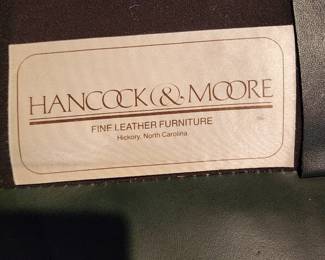 HANCOCK & MOORE
FINE LEATHER FURNITURE
Hickory, North Carolina